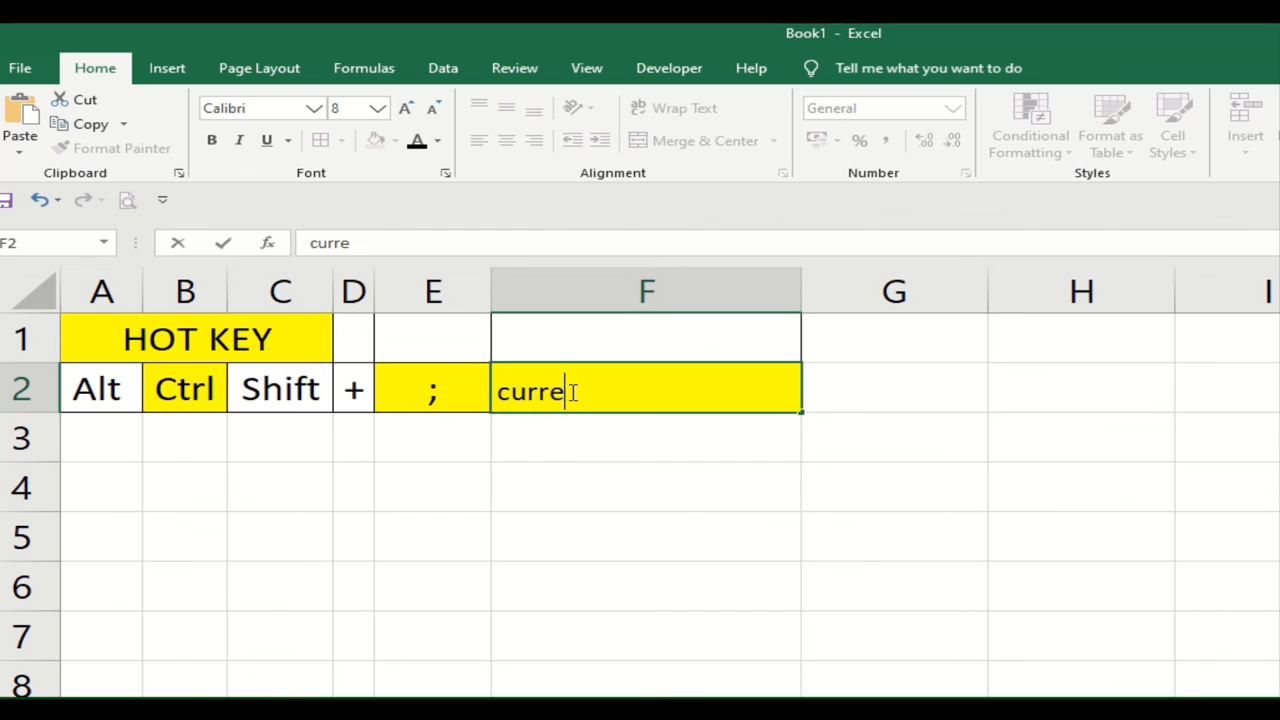 Book1 - Excel
File Home Insert Page Layout Formulas Data Review View Developer Help Tell me what you want to do
Cut
Copy
Format Painter
Paste
Clipboard
Calibri 8 A A
B I U A
Font
ab Wrap Text
Merge & Center
Alignment
General
% ,
Number
Conditional Formatting
Format as Table
Cell Styles
Styles
Insert
F2 fx curre
A B C D E F G H I
1 HOT KEY
2 Alt Ctrl Shift + ; curre
3
4
5
6
7
8